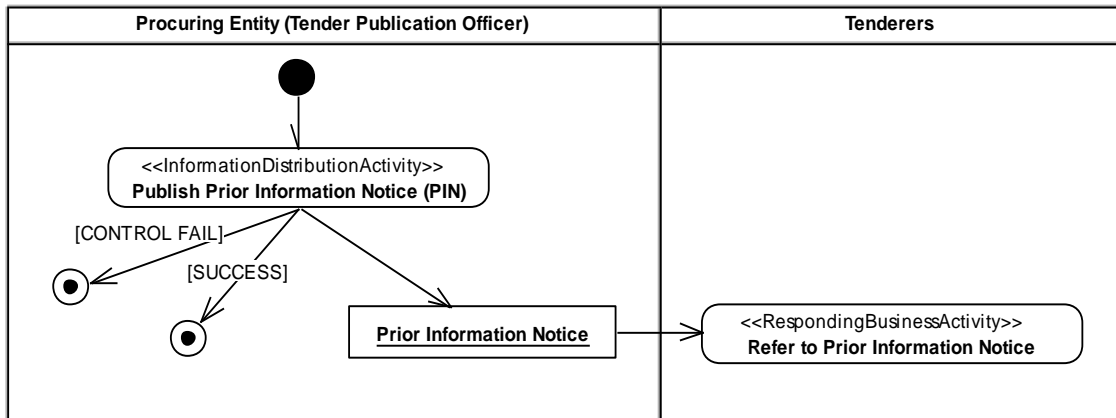 Procuring Entity (Tender Publication Officer)
Tenderers
<<InformationDistributionActivity>>
Publish Prior Information Notice (PIN)
[CONTROL FAIL]
[SUCCESS]
Prior Information Notice
<<RespondingBusinessActivity>>
Refer to Prior Information Notice